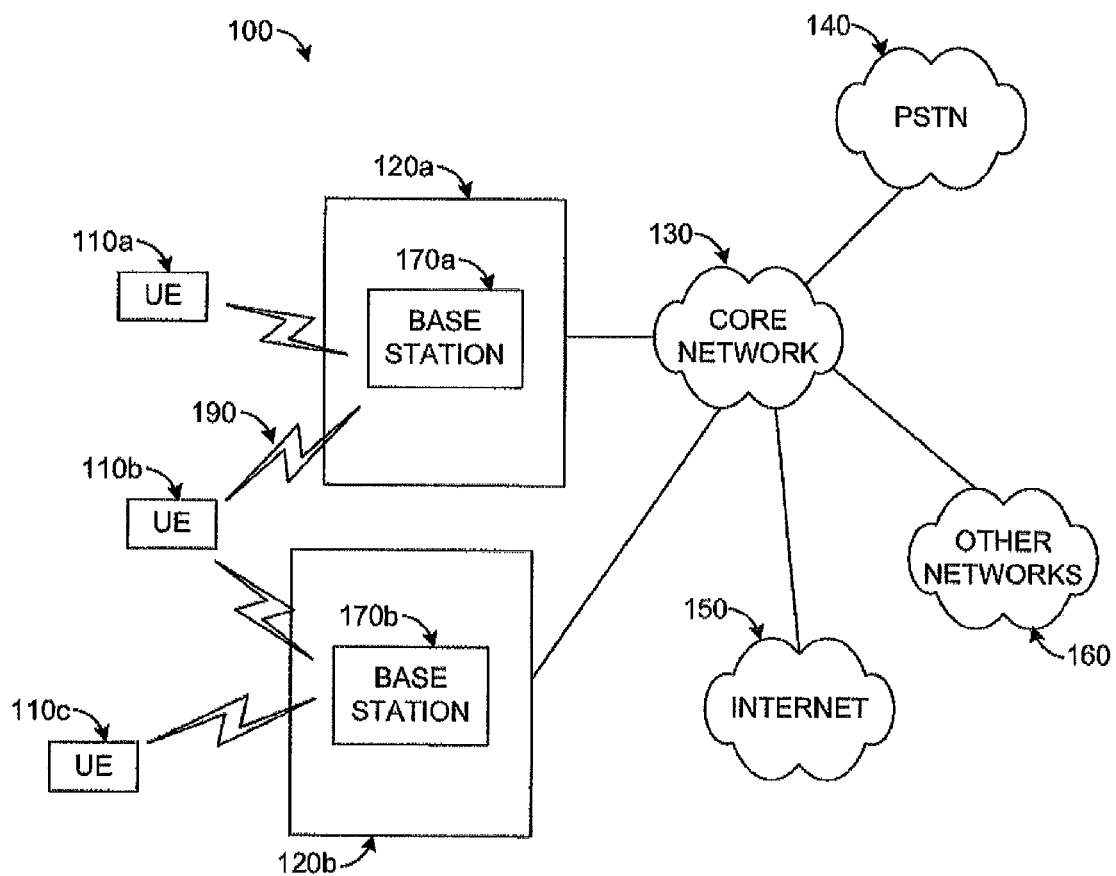 100
140
PSTN
120a
110a
UE
170a
BASE
STATION
130
CORE
NETWORK
190
110b
UE
OTHER
NETWORKS
160
170b
BASE
STATION
150
INTERNET
110c
UE
120b